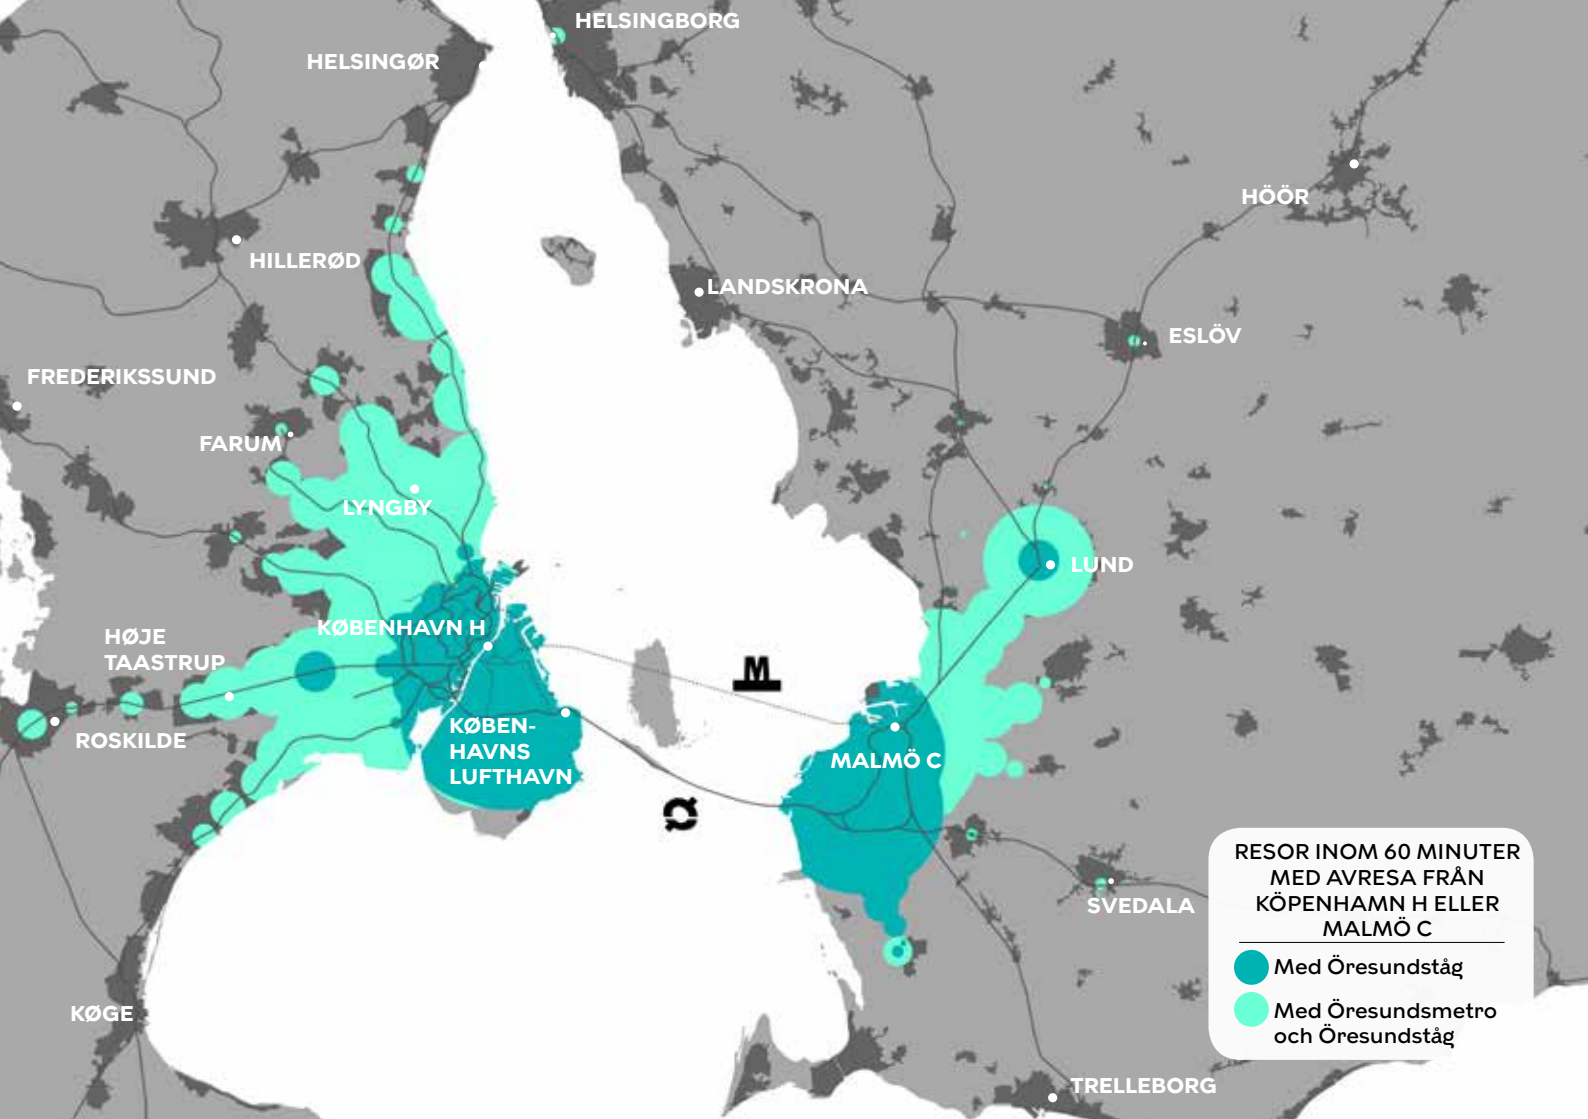 HELSINGBORG
HELSINGØR
HÖÖR
HILLERØD
LANDSKRONA
ESLÖV
FREDERIKSSUND
FARUM
LYNGBY
LUND
KØBENHAVN H
HØJE
TAASTRUP
M
ROSKILDE
KØBEN-
HAVNS
LUFTHAVN
MALMÖ C
SVEDALA
KØGE
TRELLEBORG
RESOR INOM 60 MINUTER
MED AVRESA FRÅN
KÖPENHAMN H ELLER
MALMÖ C
Med Öresundståg
Med Öresundsmetro
och Öresundståg